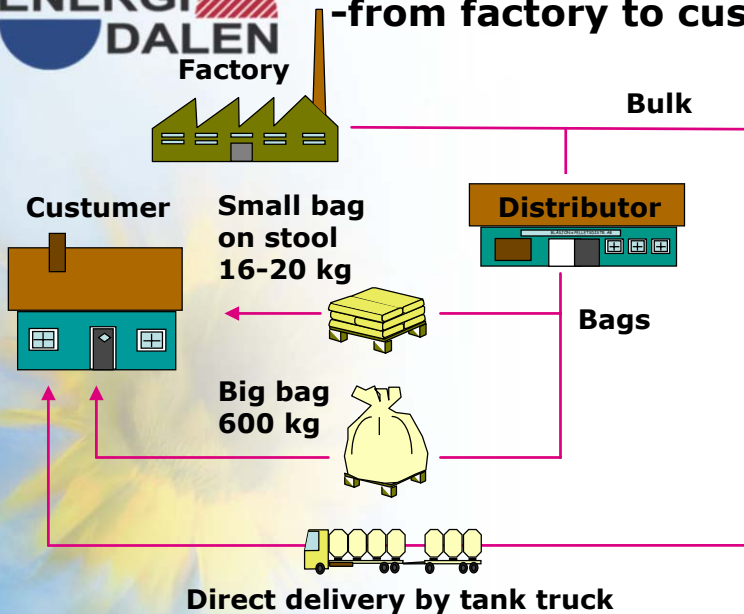 ENERGI
DALEN
-from factory to cus
Factory
Bulk
Custumer
Small bag
on stool
16-20 kg
Distributor
Bags
Big bag
600 kg
Direct delivery by tank truck